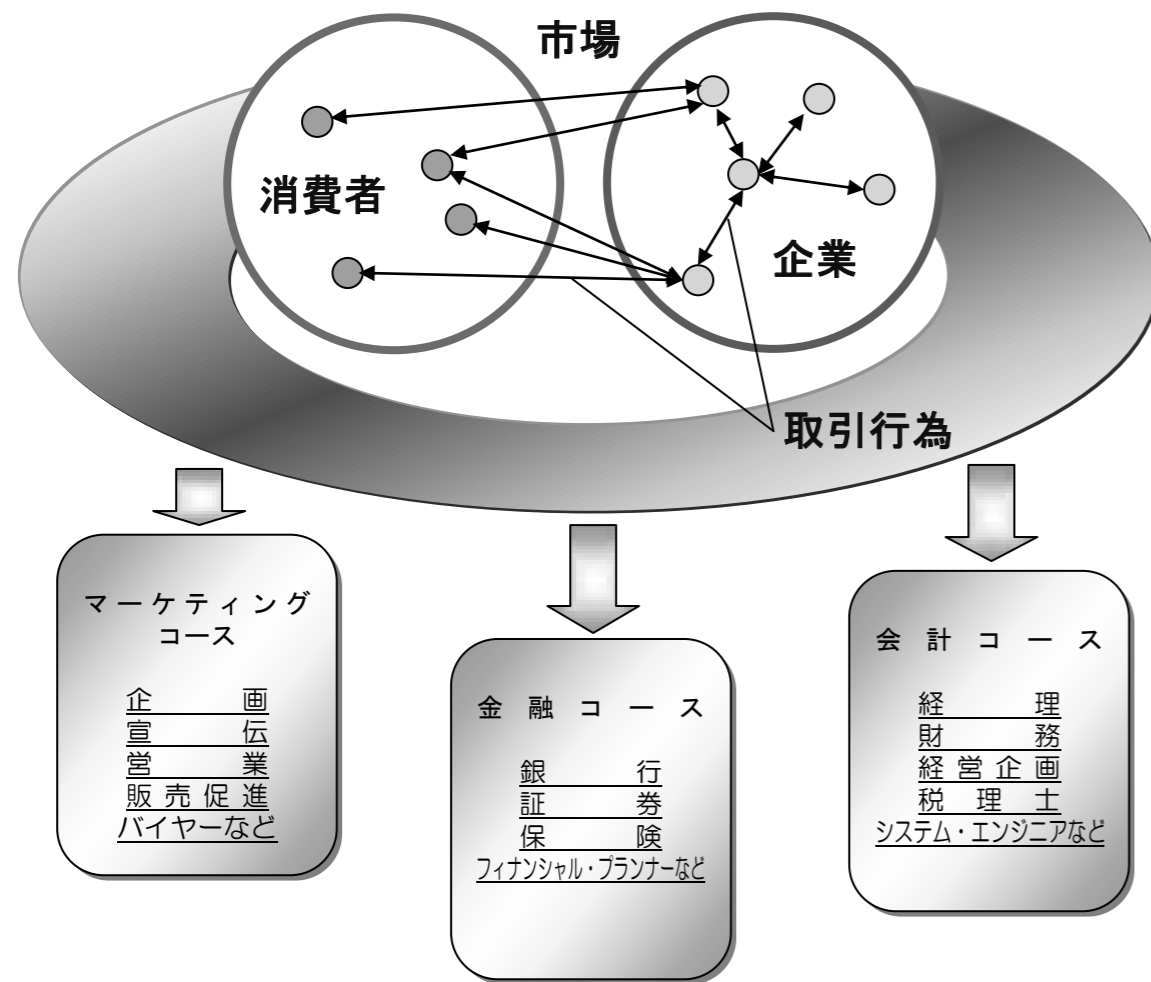 市場
消費者
企業
取引行為
マーケティング
コース
企画
宣伝
営業
販売促進
バイヤーなど
金融コース
銀行
証券
保険
フィナンシャル・プランナーなど
会計コース
経理
財務
経営企画
税理士
システム・エンジニアなど